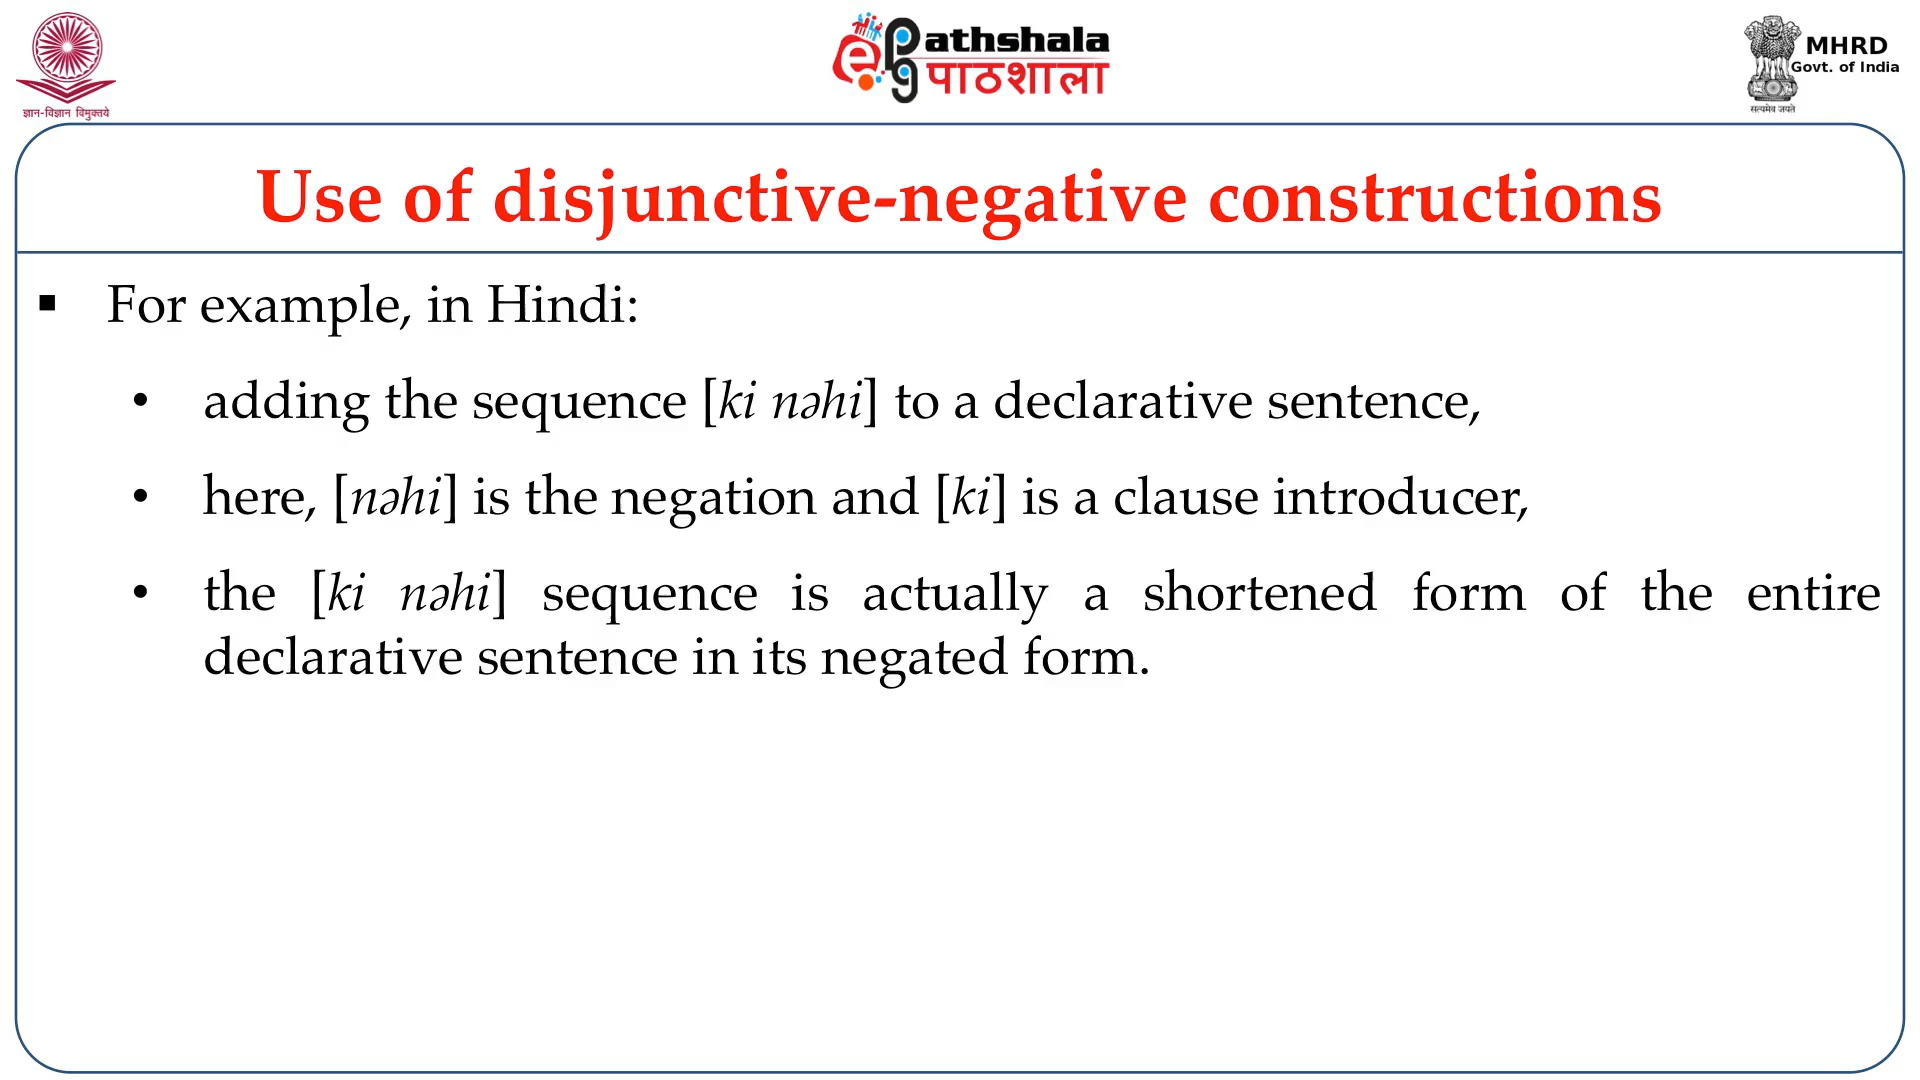 ज्ञान-विज्ञान विमुक्तये
ePathshala
पाठशाला
MHRD
Govt. of India
सत्यमेव जयते
Use of disjunctive-negative constructions
▪ For example, in Hindi:
• adding the sequence [ki nəhi] to a declarative sentence,
• here, [nəhi] is the negation and [ki] is a clause introducer,
• the [ki nəhi] sequence is actually a shortened form of the entire
declarative sentence in its negated form.